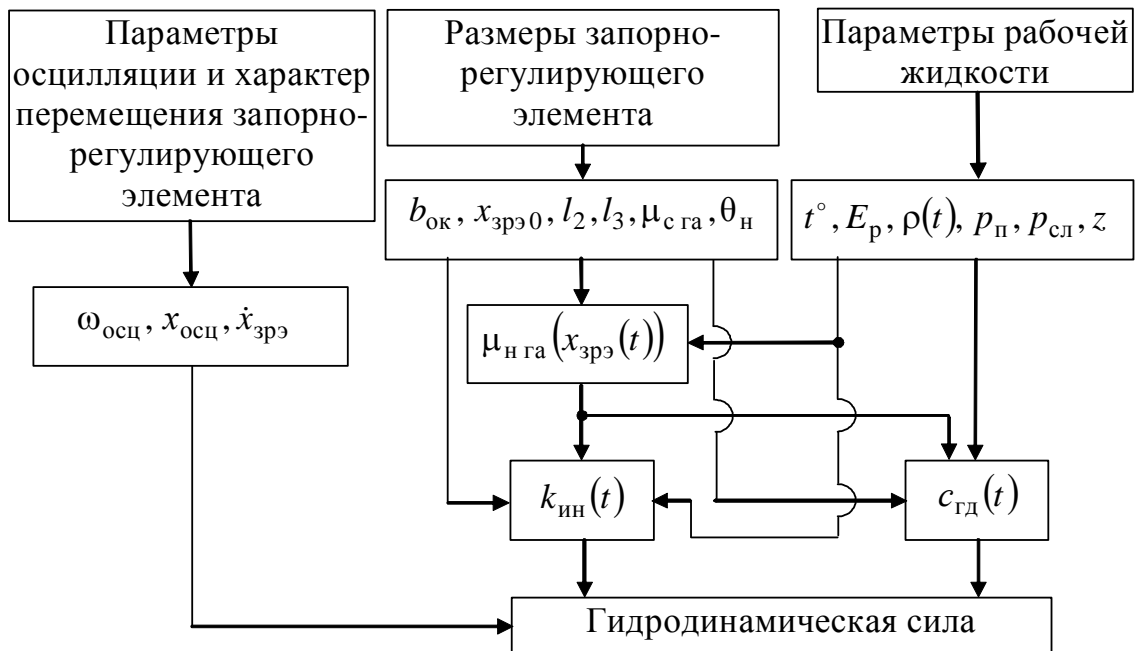 Параметры
осцилляции и характер
перемещения запорно-
регулирующего
элемента
Размеры запорно-
регулирующего
элемента
Параметры рабочей
жидкости
b_ок, x_зрэ0, l_2, l_3, μ_с га, θ_н
t°, E_р, ρ(t), p_п, p_сл, z
ω_осц, x_осц, ẋ_зрэ
μ_н га(x_зрэ(t))
k_ин(t)
c_гд(t)
Гидродинамическая сила